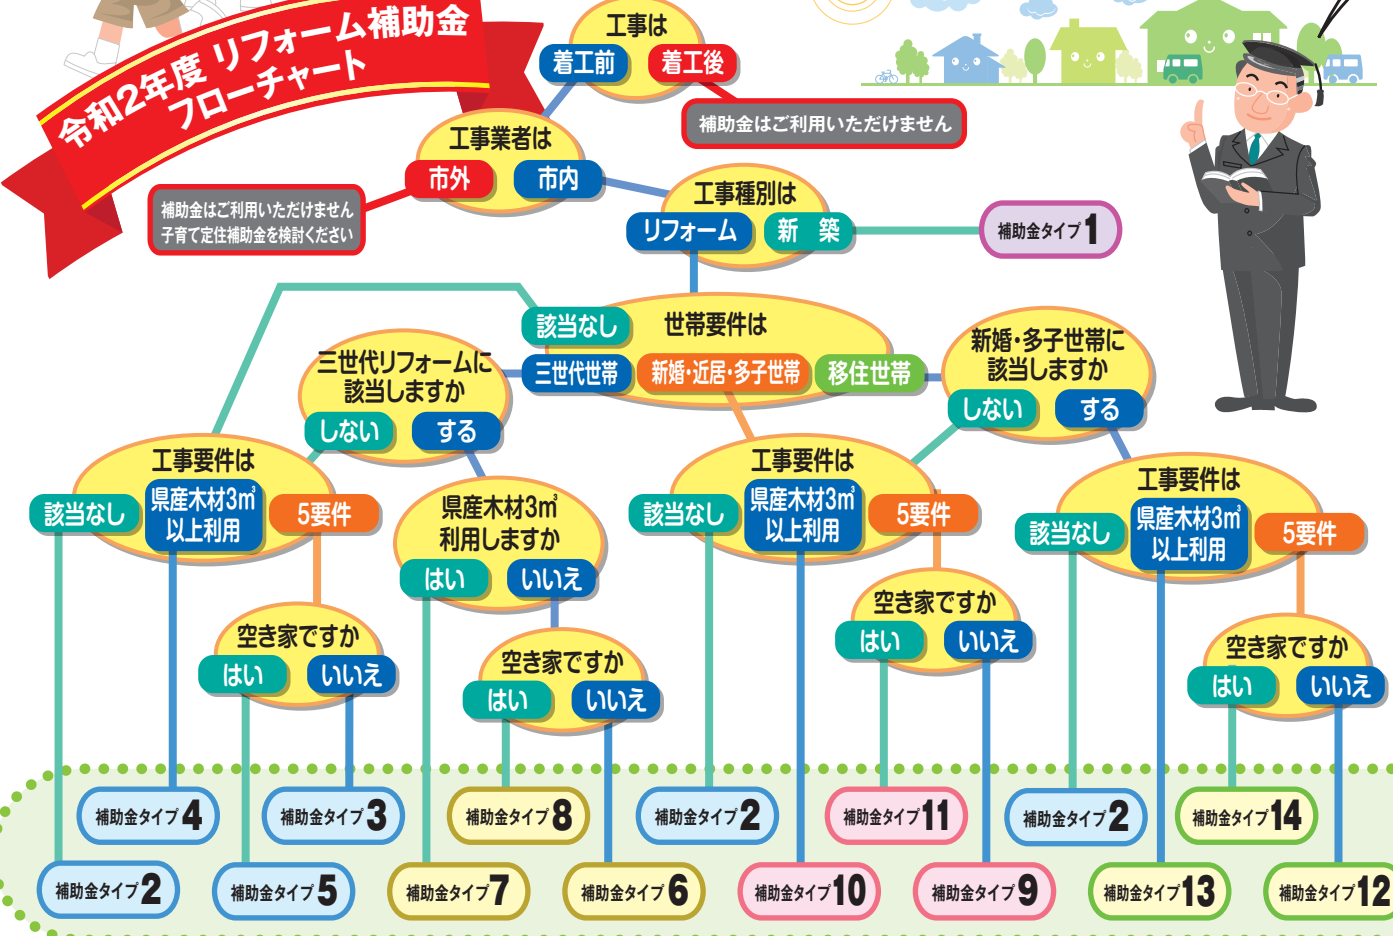 令和2年度 リフォーム補助金
フローチャート
工事は
着工前
着工後
補助金はご利用いただけません
工事業者は
市外
市内
補助金はご利用いただけません
子育て定住補助金を検討ください
工事種別は
リフォーム
新　築
補助金タイプ1
世帯要件は
該当なし
三世代世帯
新婚・近居・多子世帯
移住世帯
三世代リフォームに
該当しますか
しない
する
新婚・多子世帯に
該当しますか
しない
する
工事要件は
該当なし
県産木材3㎥
以上利用
5要件
県産木材3㎥
利用しますか
はい
いいえ
工事要件は
該当なし
県産木材3㎥
以上利用
5要件
工事要件は
該当なし
県産木材3㎥
以上利用
5要件
空き家ですか
はい
いいえ
空き家ですか
はい
いいえ
空き家ですか
はい
いいえ
空き家ですか
はい
いいえ
補助金タイプ4
補助金タイプ3
補助金タイプ8
補助金タイプ2
補助金タイプ11
補助金タイプ2
補助金タイプ14
補助金タイプ2
補助金タイプ5
補助金タイプ7
補助金タイプ6
補助金タイプ10
補助金タイプ9
補助金タイプ13
補助金タイプ12